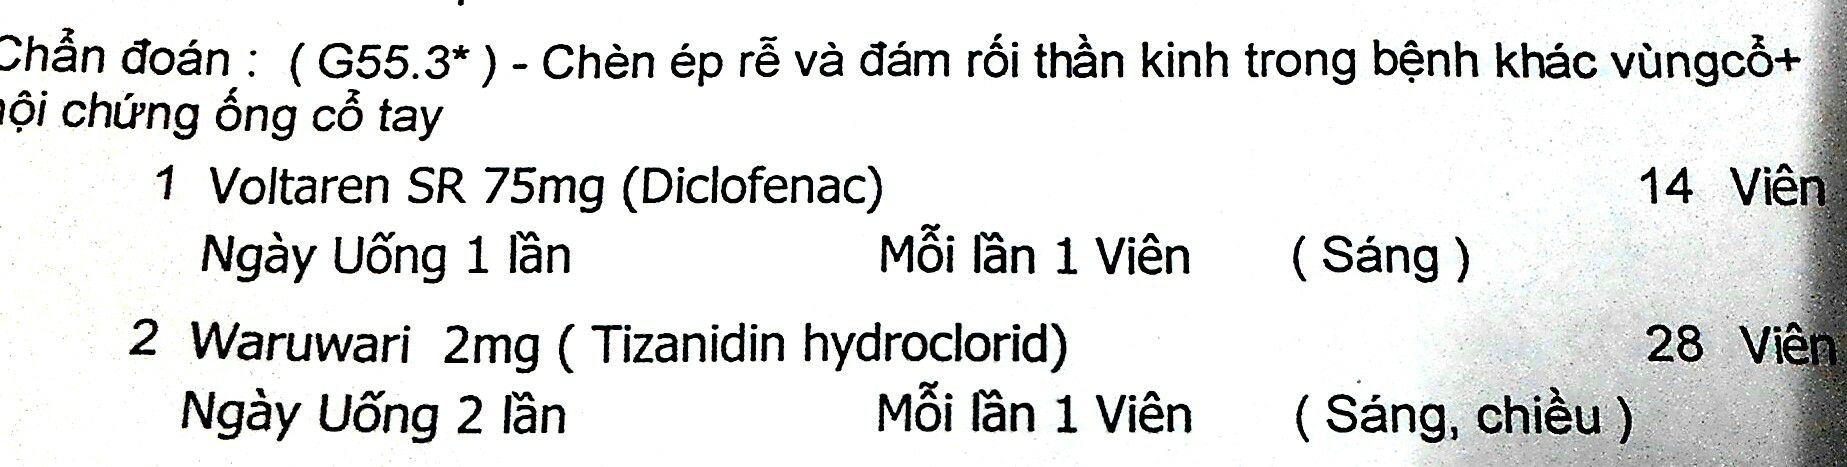 Chẩn đoán : ( G55.3* ) - Chèn ép rễ và đám rối thần kinh trong bệnh khác vùngcổ+
hội chứng ống cổ tay
1 Voltaren SR 75mg (Diclofenac) 14 Viên
Ngày Uống 1 lần Mỗi lần 1 Viên ( Sáng )
2 Waruwari 2mg ( Tizanidin hydroclorid) 28 Viên
Ngày Uống 2 lần Mỗi lần 1 Viên ( Sáng, chiều )